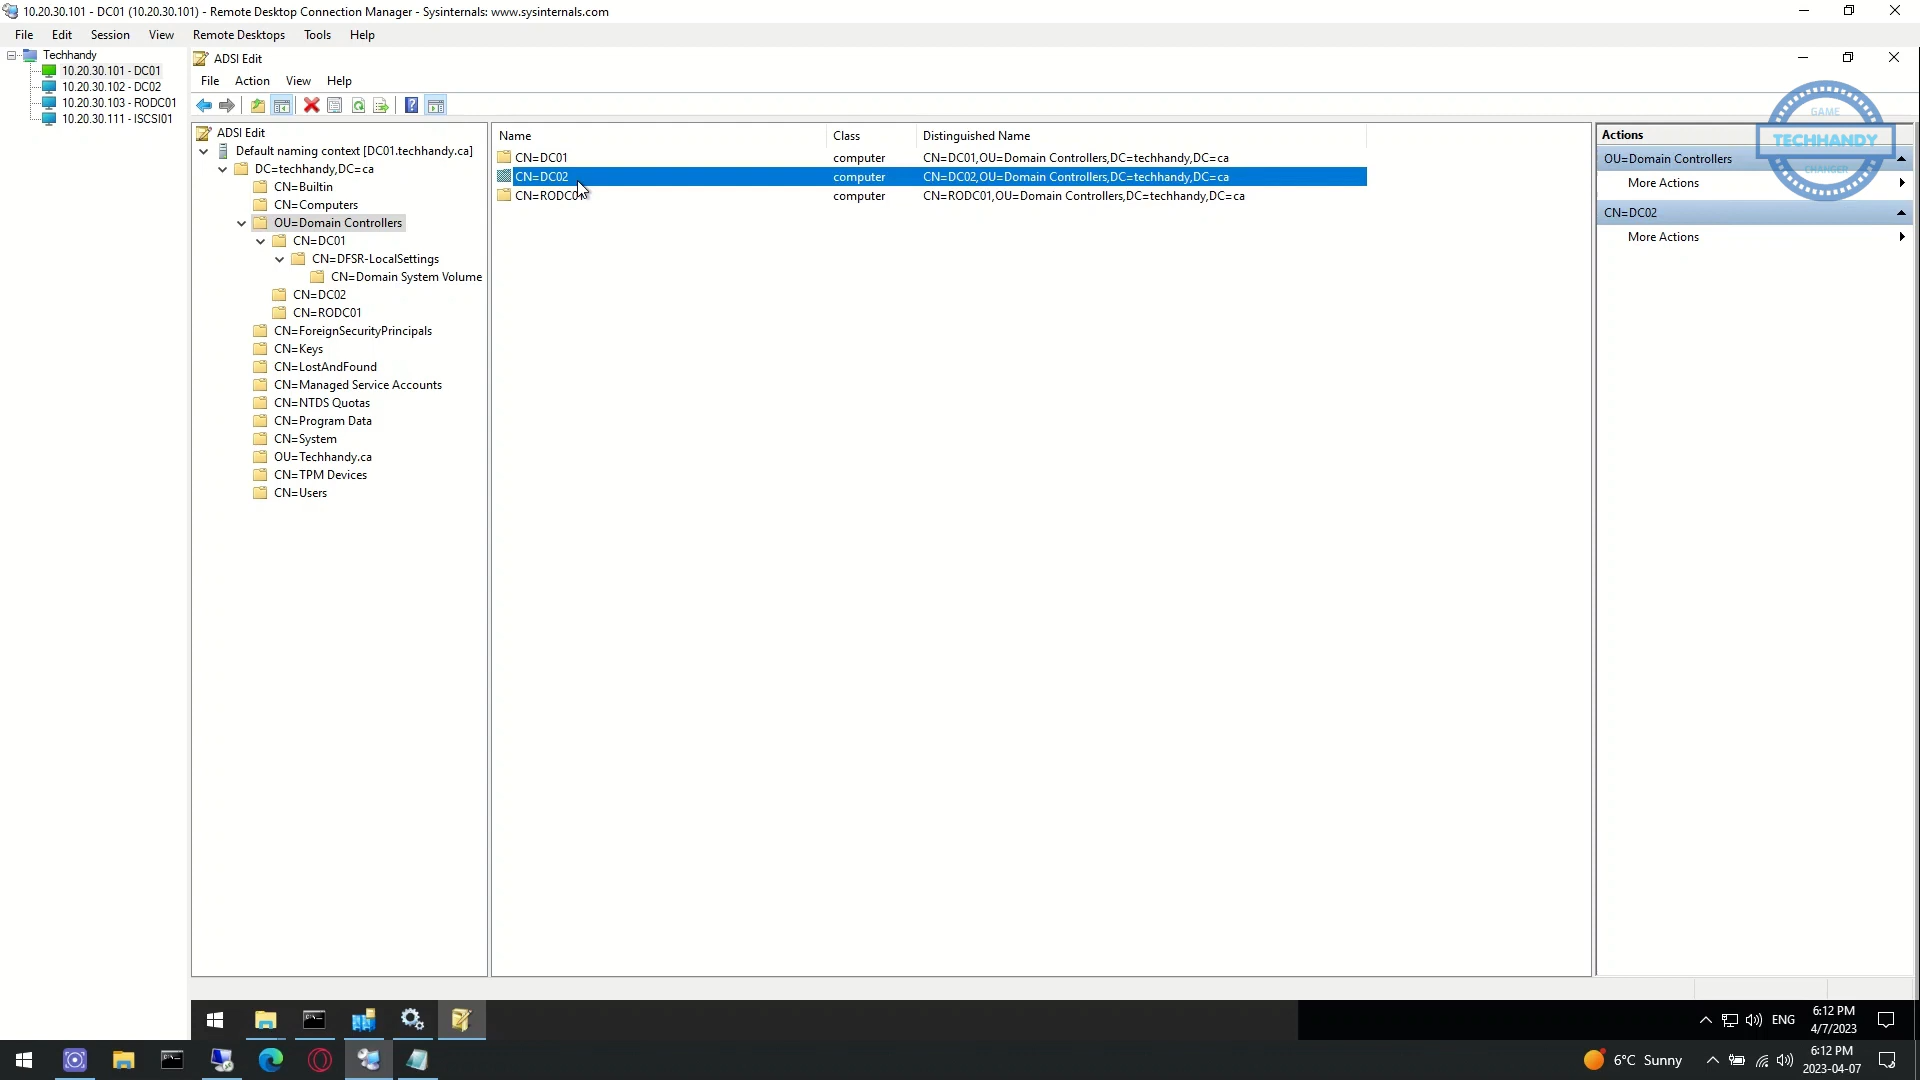 10.20.30.101 - DC01 (10.20.30.101) - Remote Desktop Connection Manager - Sysinternals: www.sysinternals.com
File Edit Session View Remote Desktops Tools Help
Techhandy
10.20.30.101 - DC01
10.20.30.102 - DC02
10.20.30.103 - RODC01
10.20.30.111 - ISCSI01
ADSI Edit
File Action View Help
ADSI Edit
Default naming context [DC01.techhandy.ca]
DC=techhandy,DC=ca
CN=Builtin
CN=Computers
OU=Domain Controllers
CN=DC01
CN=DFSR-LocalSettings
CN=Domain System Volume
CN=DC02
CN=RODC01
CN=ForeignSecurityPrincipals
CN=Keys
CN=LostAndFound
CN=Managed Service Accounts
CN=NTDS Quotas
CN=Program Data
CN=System
OU=Techhandy.ca
CN=TPM Devices
CN=Users
Name Class Distinguished Name
CN=DC01 computer CN=DC01,OU=Domain Controllers,DC=techhandy,DC=ca
CN=DC02 computer CN=DC02,OU=Domain Controllers,DC=techhandy,DC=ca
CN=RODC01 computer CN=RODC01,OU=Domain Controllers,DC=techhandy,DC=ca
Actions
OU=Domain Controllers
More Actions
CN=DC02
More Actions
GAME
TECHHANDY
CHANGER
ENG
6:12 PM
4/7/2023
6°C Sunny
6:12 PM
2023-04-07